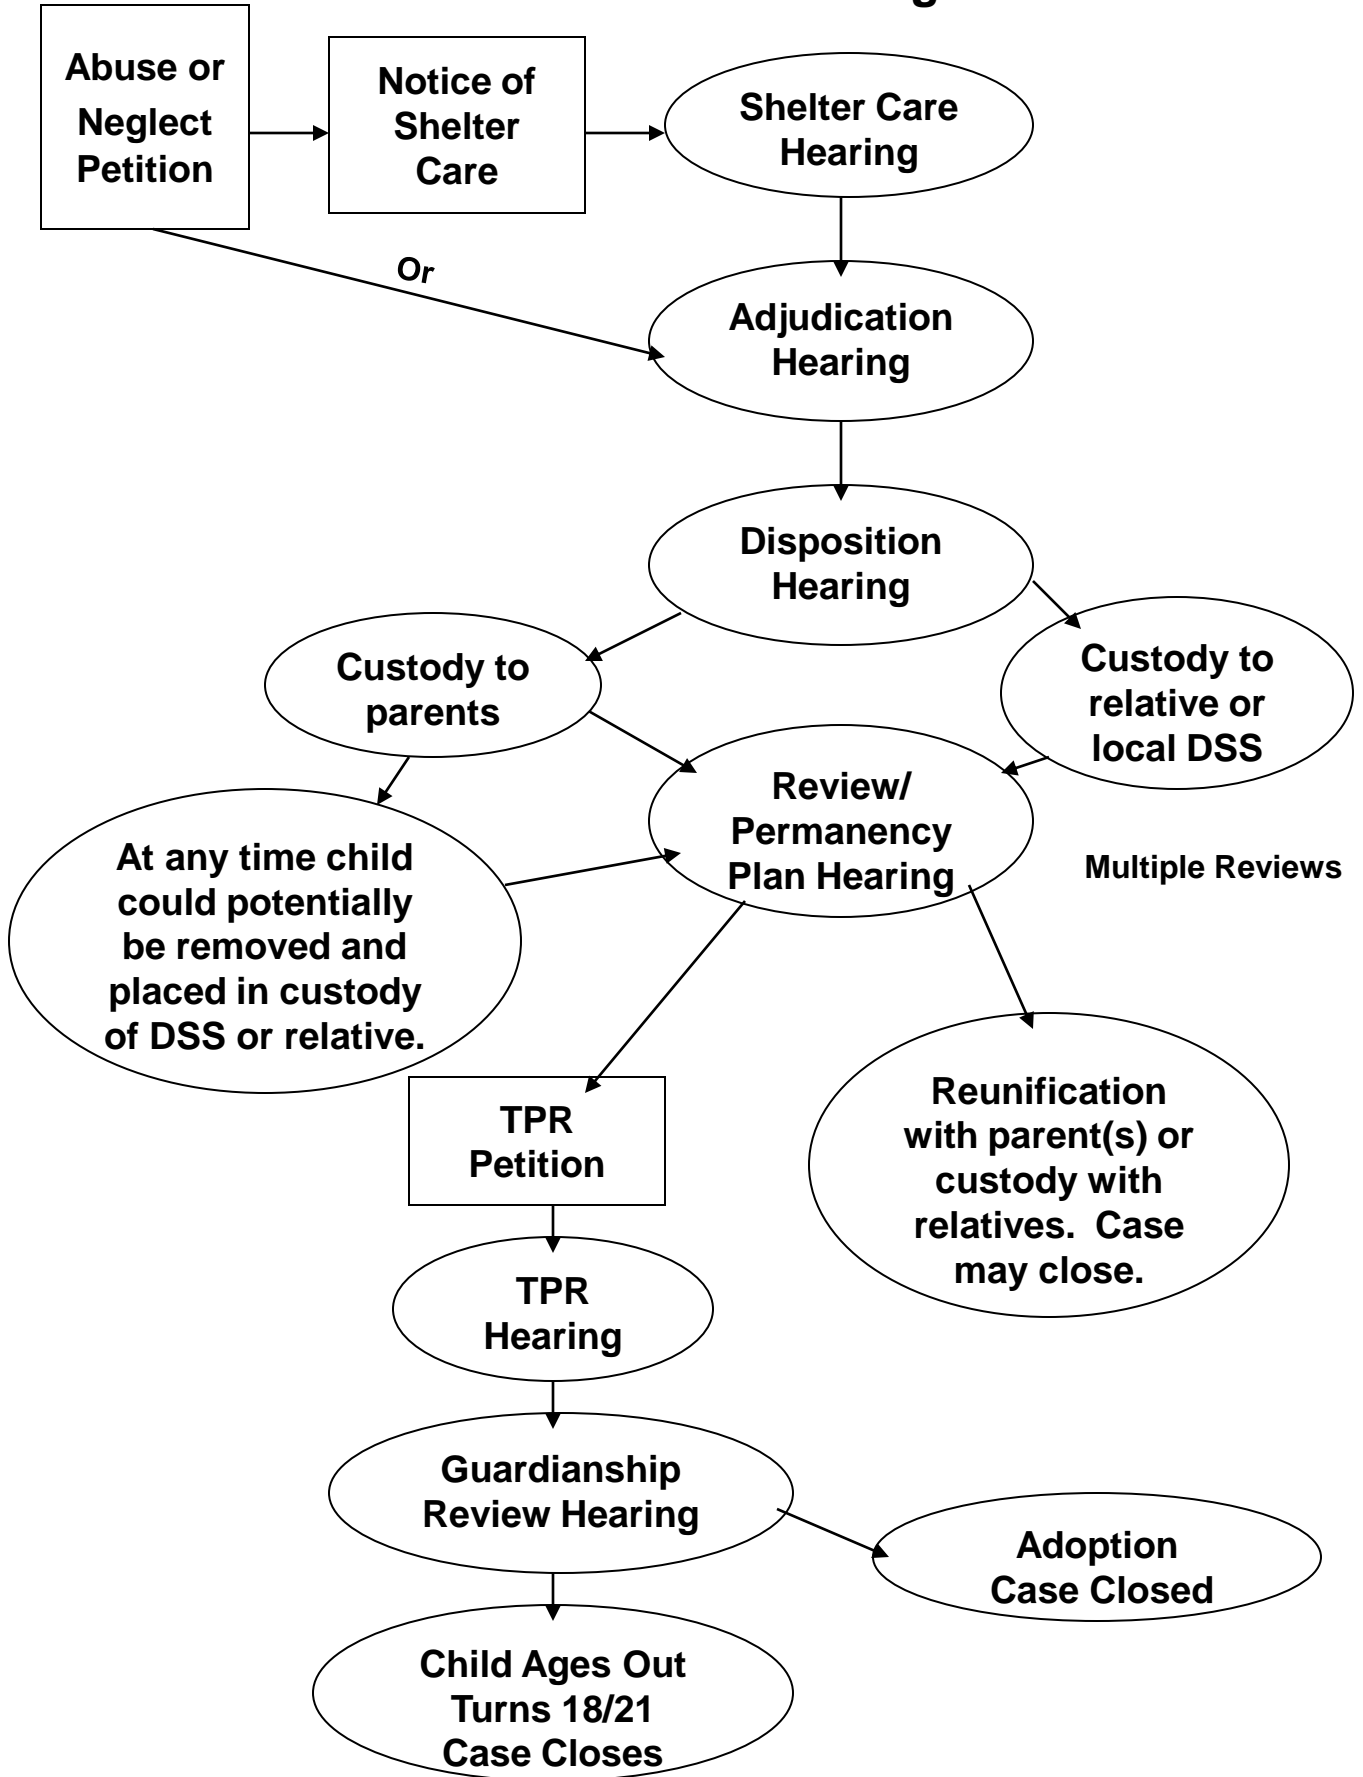 Abuse or
Neglect
Petition
Notice of
Shelter
Care
Shelter Care
Hearing
Or
Adjudication
Hearing
Disposition
Hearing
Custody to
parents
Custody to
relative or
local DSS
Review/
Permanency
Plan Hearing
Multiple Reviews
At any time child
could potentially
be removed and
placed in custody
of DSS or relative.
TPR
Petition
Reunification
with parent(s) or
custody with
relatives.  Case
may close.
TPR
Hearing
Guardianship
Review Hearing
Adoption
Case Closed
Child Ages Out
Turns 18/21
Case Closes